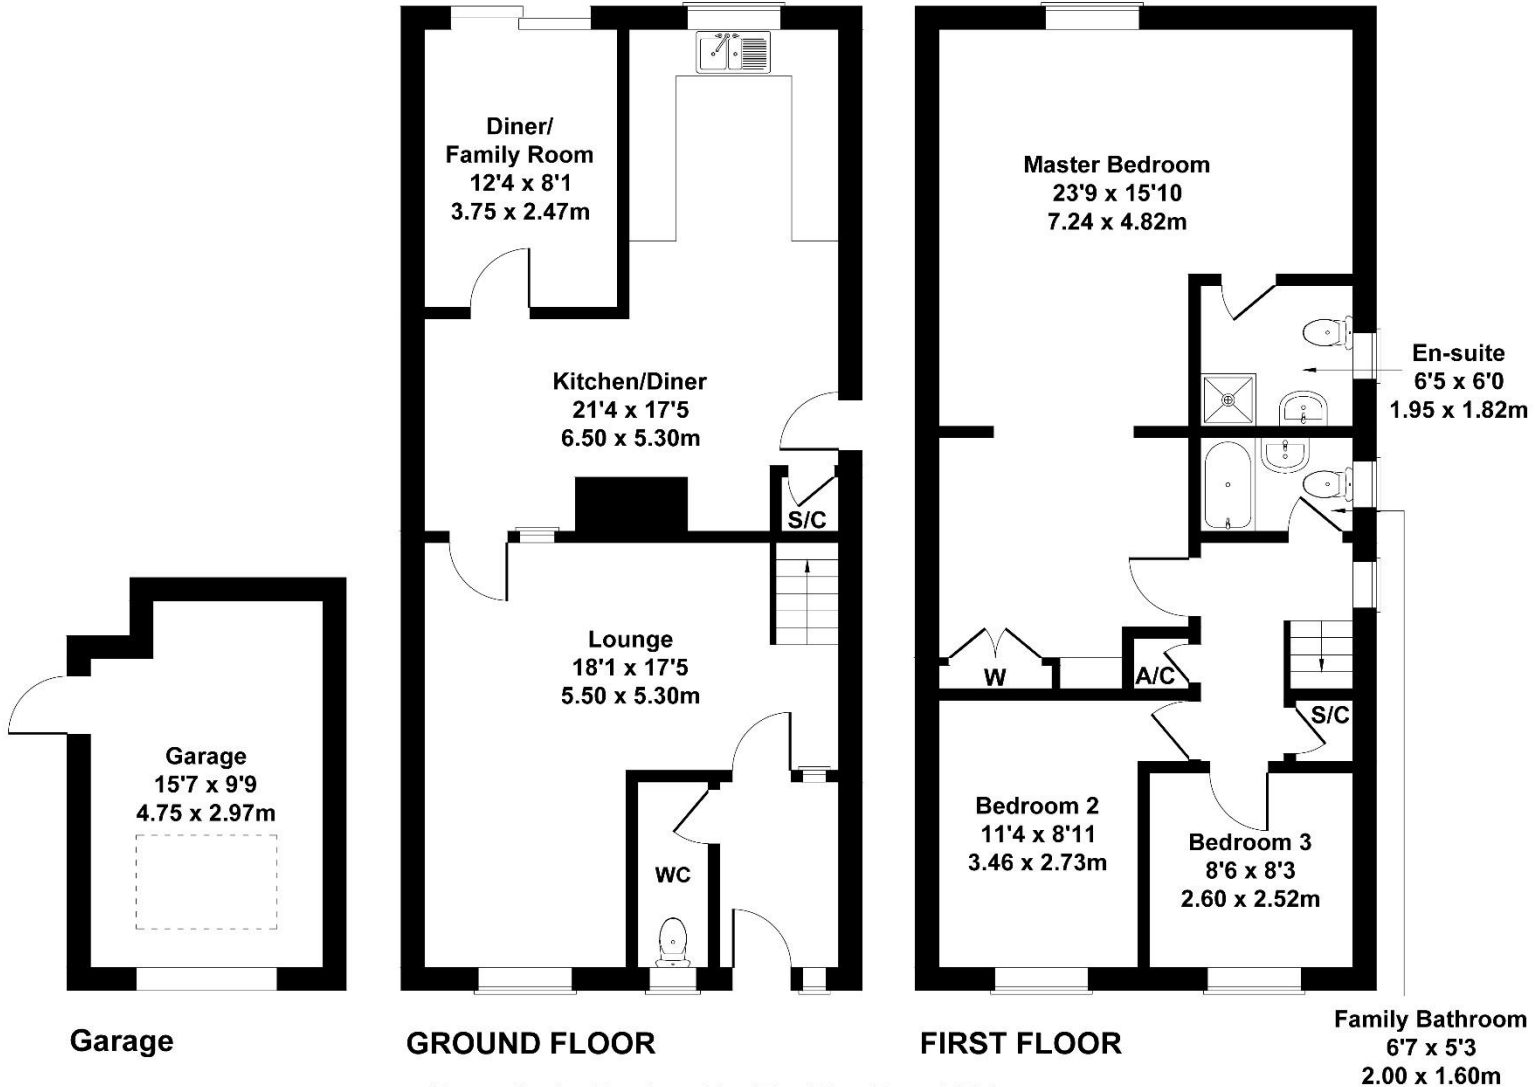 Diner/
Family Room
12'4 x 8'1
3.75 x 2.47m
Kitchen/Diner
21'4 x 17'5
6.50 x 5.30m
S/C
Lounge
18'1 x 17'5
5.50 x 5.30m
WC
Garage
15'7 x 9'9
4.75 x 2.97m
Master Bedroom
23'9 x 15'10
7.24 x 4.82m
En-suite
6'5 x 6'0
1.95 x 1.82m
W
A/C
S/C
Bedroom 2
11'4 x 8'11
3.46 x 2.73m
Bedroom 3
8'6 x 8'3
2.60 x 2.52m
Family Bathroom
6'7 x 5'3
2.00 x 1.60m
Garage
GROUND FLOOR
FIRST FLOOR